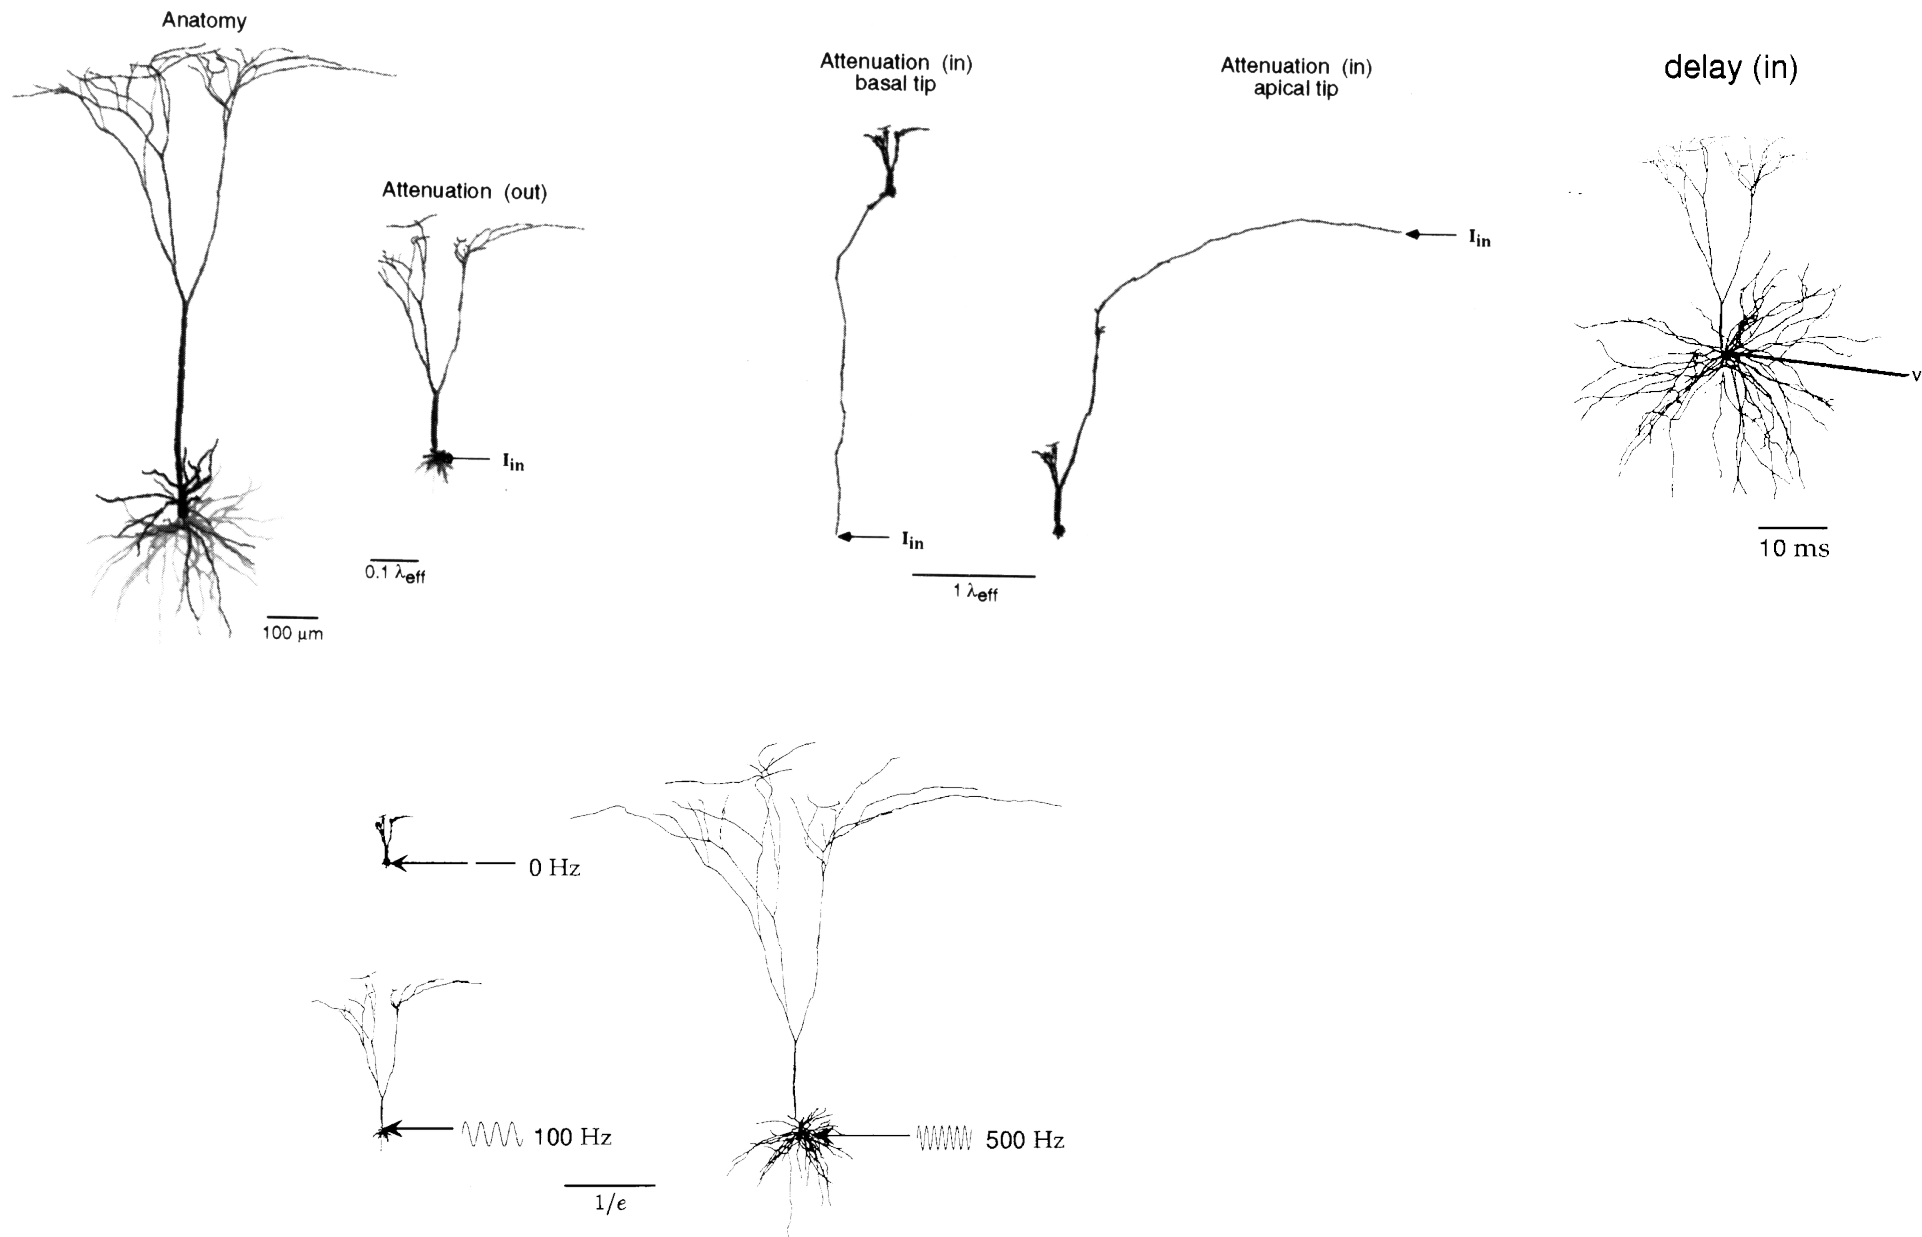 Anatomy
Attenuation (out)
I_in
0.1 λ_eff
100 μm
Attenuation (in)
basal tip
I_in
Attenuation (in)
apical tip
I_in
1 λ_eff
delay (in)
v
10 ms
0 Hz
100 Hz
500 Hz
1/e